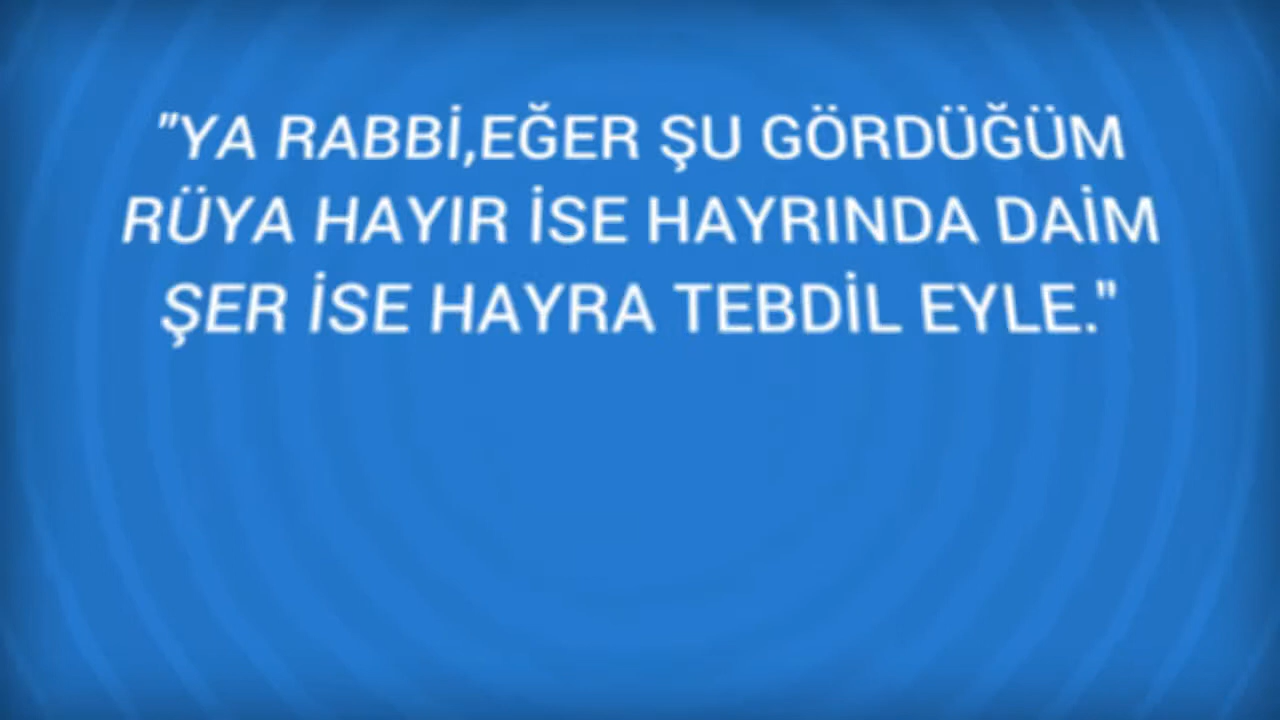 "YA RABBİ,EĞER ŞU GÖRDÜĞÜM
RÜYA HAYIR İSE HAYRINDA DAİM
ŞER İSE HAYRA TEBDİL EYLE."